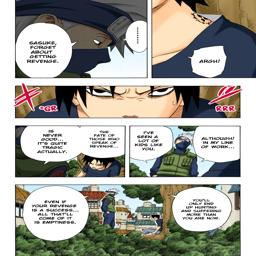 SASUKE,
FORGET
ABOUT
GETTING
REVENGE.
..........
ARGH!
GR
RRR
ALTHOUGH!
IN MY LINE
OF WORK...
I'VE
SEEN A
LOT OF
KIDS LIKE
YOU.
THE
FATE OF
THOSE WHO
SPEAK OF
REVENGE...
IS
NEVER
GOOD...
IT'S QUITE
TRAGIC
ACTUALLY.
YOU'LL
ONLY END
UP HURTING
AND SUFFERING
MORE THAN
YOU ARE NOW.
EVEN IF
YOUR REVENGE
IS A SUCCESS...
ALL THAT'LL
COME OF IT
IS EMPTINESS.